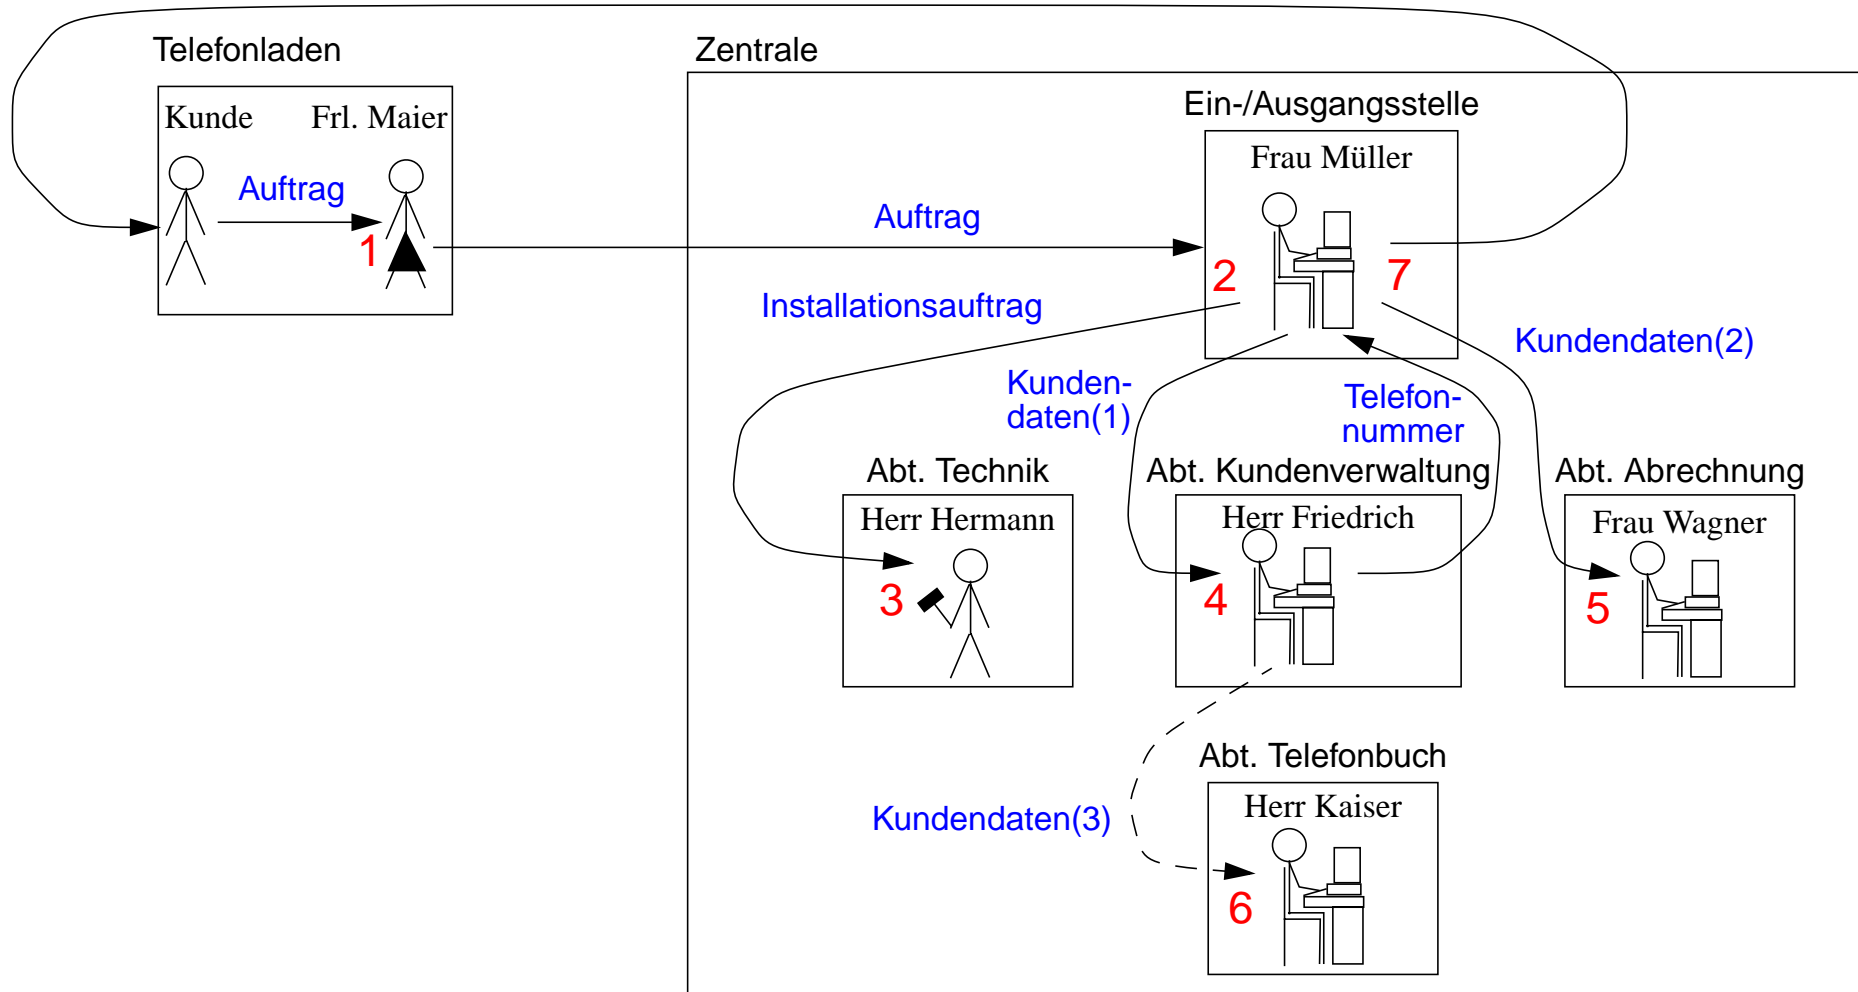 Telefonladen
Zentrale
Ein-/Ausgangsstelle
Kunde
Frl. Maier
Frau Müller
Auftrag
Auftrag
1
2
7
Installationsauftrag
Kundendaten(2)
Kunden-
daten(1)
Telefon-
nummer
Abt. Technik
Abt. Kundenverwaltung
Abt. Abrechnung
Herr Hermann
Herr Friedrich
Frau Wagner
3
4
5
Abt. Telefonbuch
Kundendaten(3)
Herr Kaiser
6